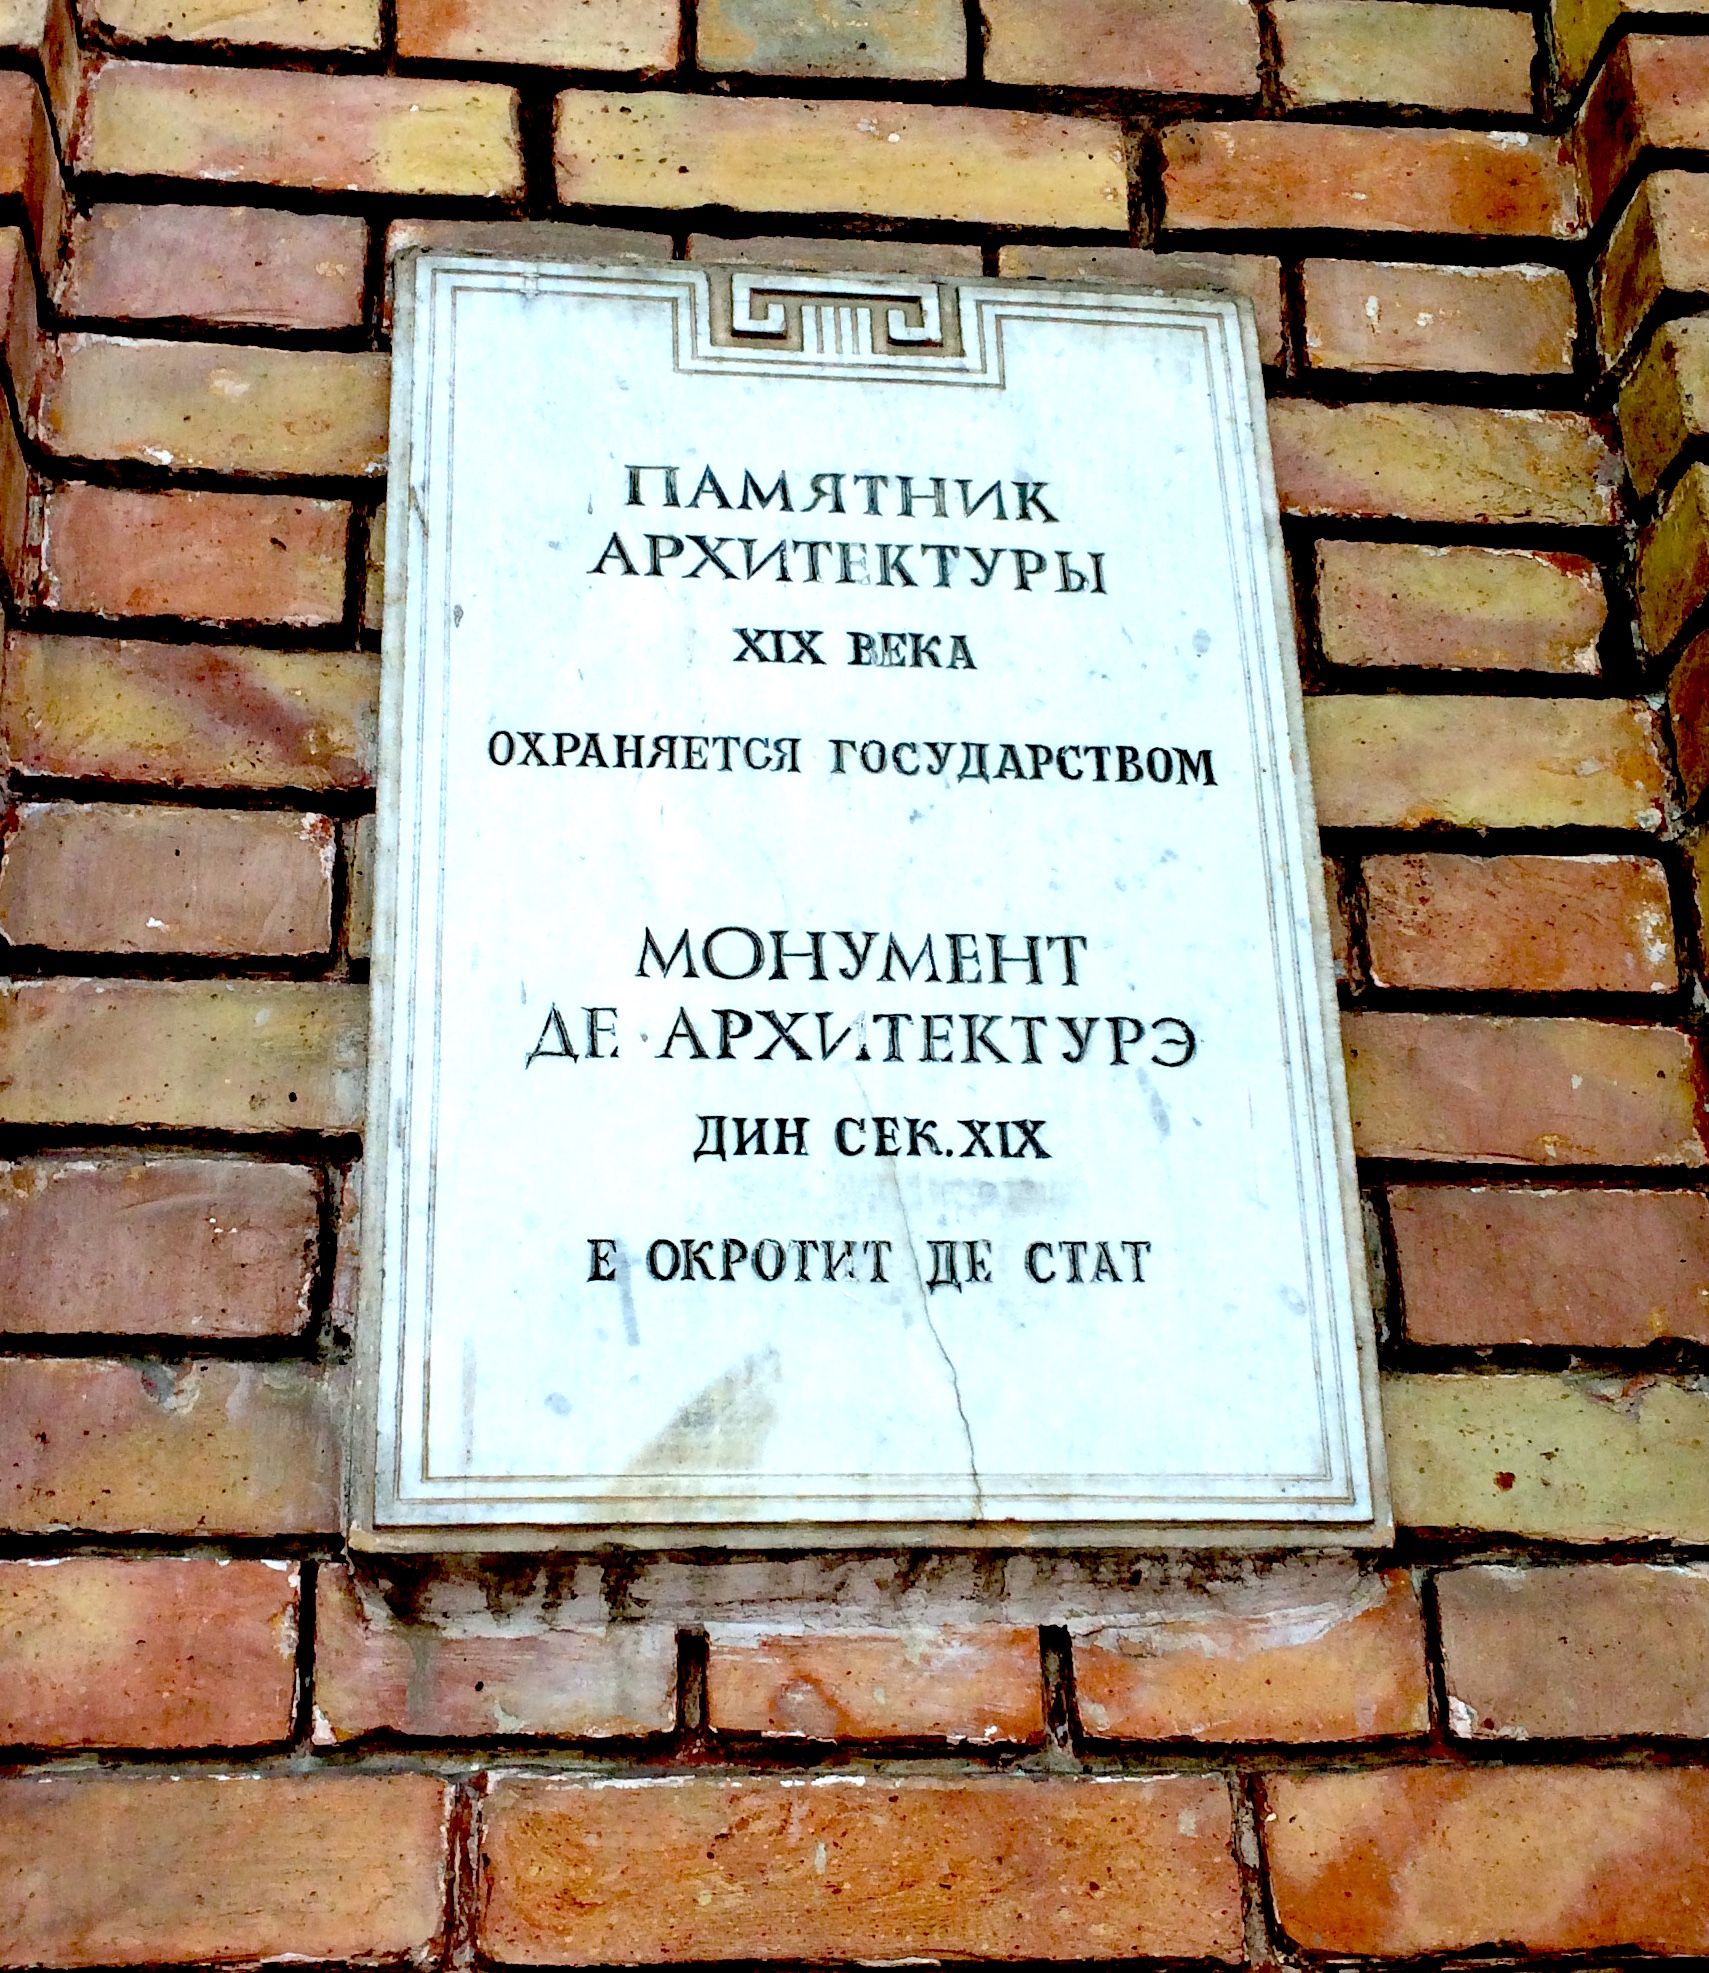 ПАМЯТНИК
АРХИТЕКТУРЫ
XIX ВЕКА
ОХРАНЯЕТСЯ ГОСУДАРСТВОМ
МОНУМЕНТ
ДЕ АРХИТЕКТУРЭ
ДИН СЕК.XIX
Е ОКРОТИТ ДЕ СТАТ